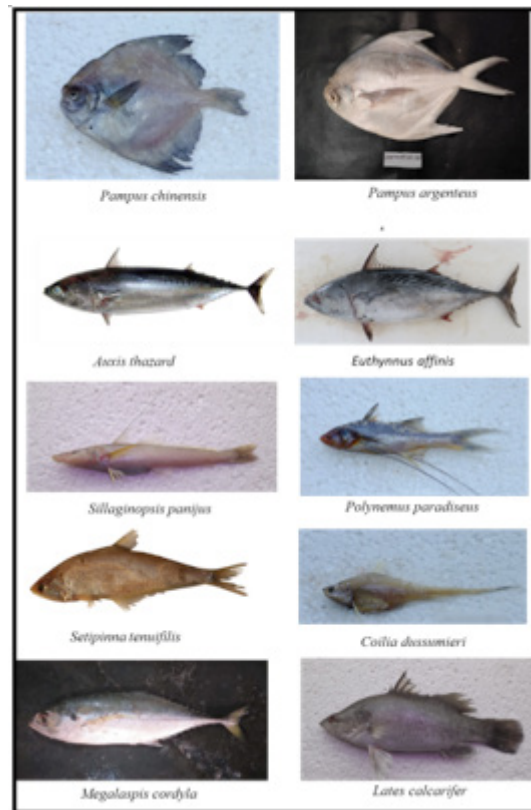 Pampus chinensis
Pampus argenteus
Auxis thazard
Euthynnus affinis
Sillaginopsis panijus
Polynemus paradiseus
Setipinna tenuifilis
Coilia dussumieri
Megalaspis cordyla
Lates calcarifer